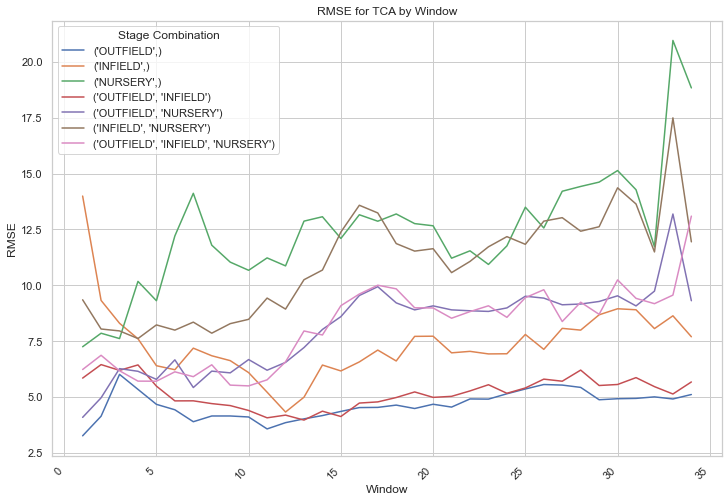 RMSE for TCA by Window
Stage Combination
('OUTFIELD',)
('INFIELD',)
('NURSERY',)
('OUTFIELD', 'INFIELD')
('OUTFIELD', 'NURSERY')
('INFIELD', 'NURSERY')
('OUTFIELD', 'INFIELD', 'NURSERY')
20.0
17.5
15.0
12.5
10.0
7.5
5.0
2.5
RMSE
0
5
10
15
20
25
30
35
Window